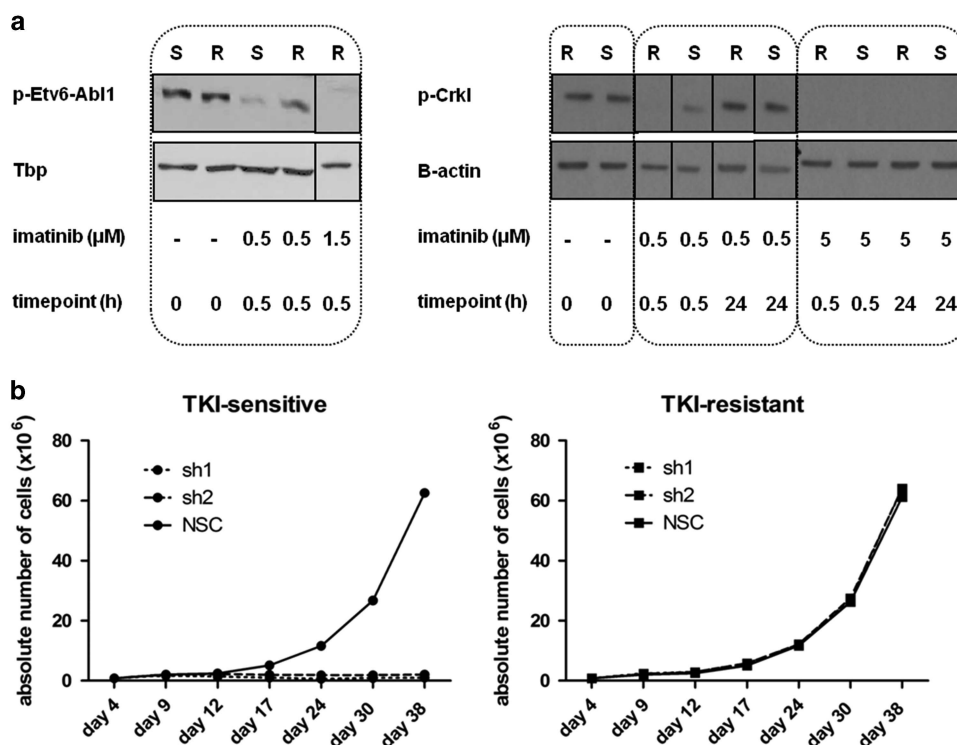 a
S R S R R
p-Etv6-Abl1
Tbp
imatinib (µM) - - 0.5 0.5 1.5
timepoint (h) 0 0 0.5 0.5 0.5
R S R S R S R S R S
p-Crkl
B-actin
imatinib (µM) - - 0.5 0.5 0.5 0.5 5 5 5 5
timepoint (h) 0 0 0.5 0.5 24 24 0.5 0.5 24 24
b
TKI-sensitive
absolute number of cells (x10⁶)
80
60
40
20
0
sh1
sh2
NSC
day 4 day 9 day 12 day 17 day 24 day 30 day 38
TKI-resistant
absolute number of cells (x10⁶)
80
60
40
20
0
sh1
sh2
NSC
day 4 day 9 day 12 day 17 day 24 day 30 day 38